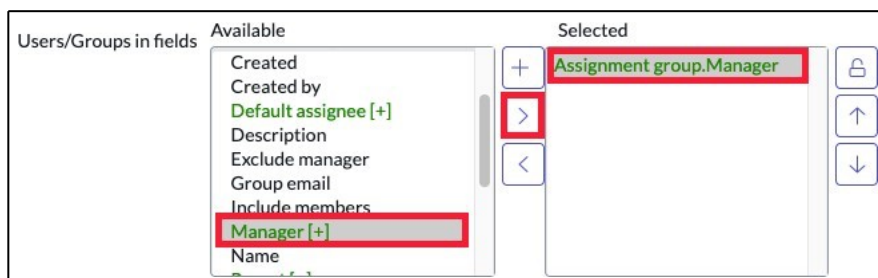 Users/Groups in fields
Available
Created
Created by
Default assignee [+]
Description
Exclude manager
Group email
Include members
Manager [+]
Name
Selected
Assignment group.Manager